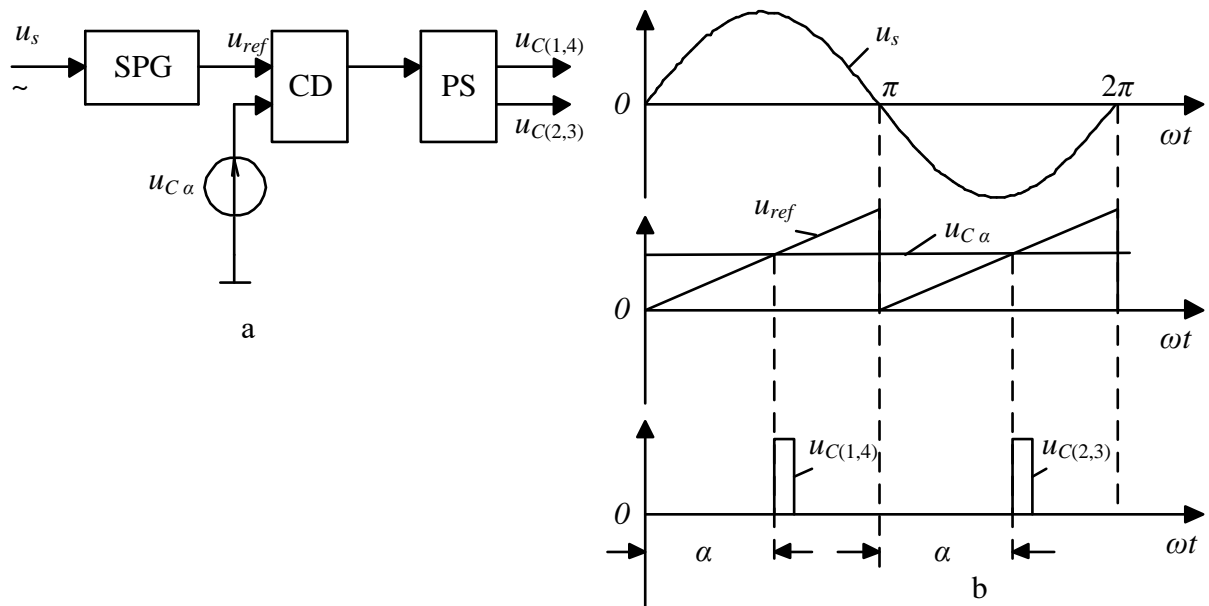 u_s
~
SPG
u_ref
CD
PS
u_C(1,4)
u_C(2,3)
u_C α
a
u_s
0
π
2π
ωt
u_ref
u_C α
0
ωt
u_C(1,4)
u_C(2,3)
0
ωt
α
α
b